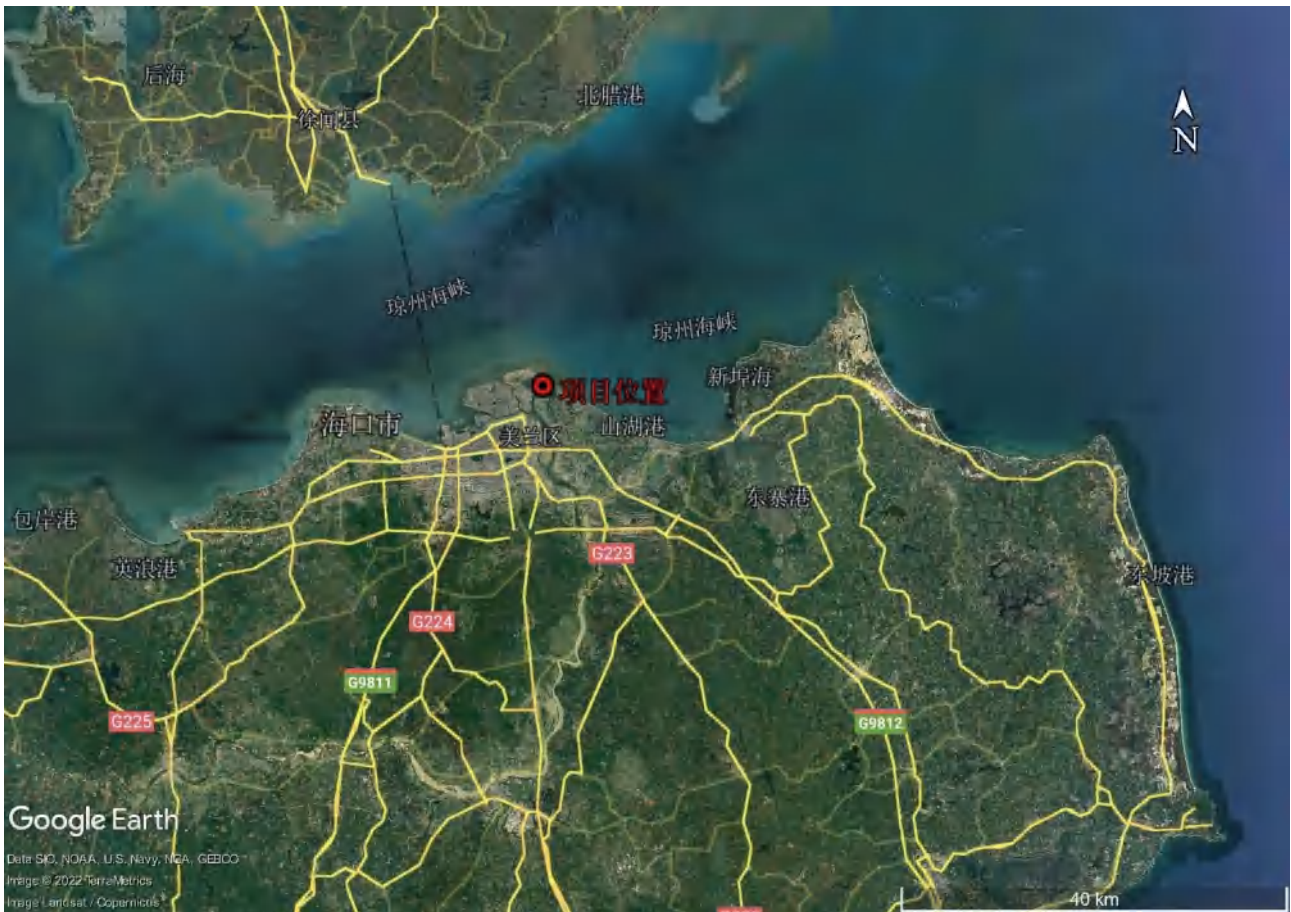 后海
北腊港
徐闻县
N
琼州海峡
琼州海峡
项目位置
新埠海
海口市
美兰区
山湖港
东寨港
包岸港
英浪港
G223
东坡港
G224
G9811
G225
G9812
Google Earth
Data SIO, NOAA, U.S. Navy, NGA, GEBCO
Image © 2022 TerraMetrics
Image Landsat / Copernicus
40 km